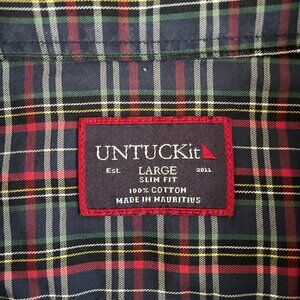 UNTUCKit
Est. LARGE 2011
SLIM FIT
100% COTTON
MADE IN MAURITIUS